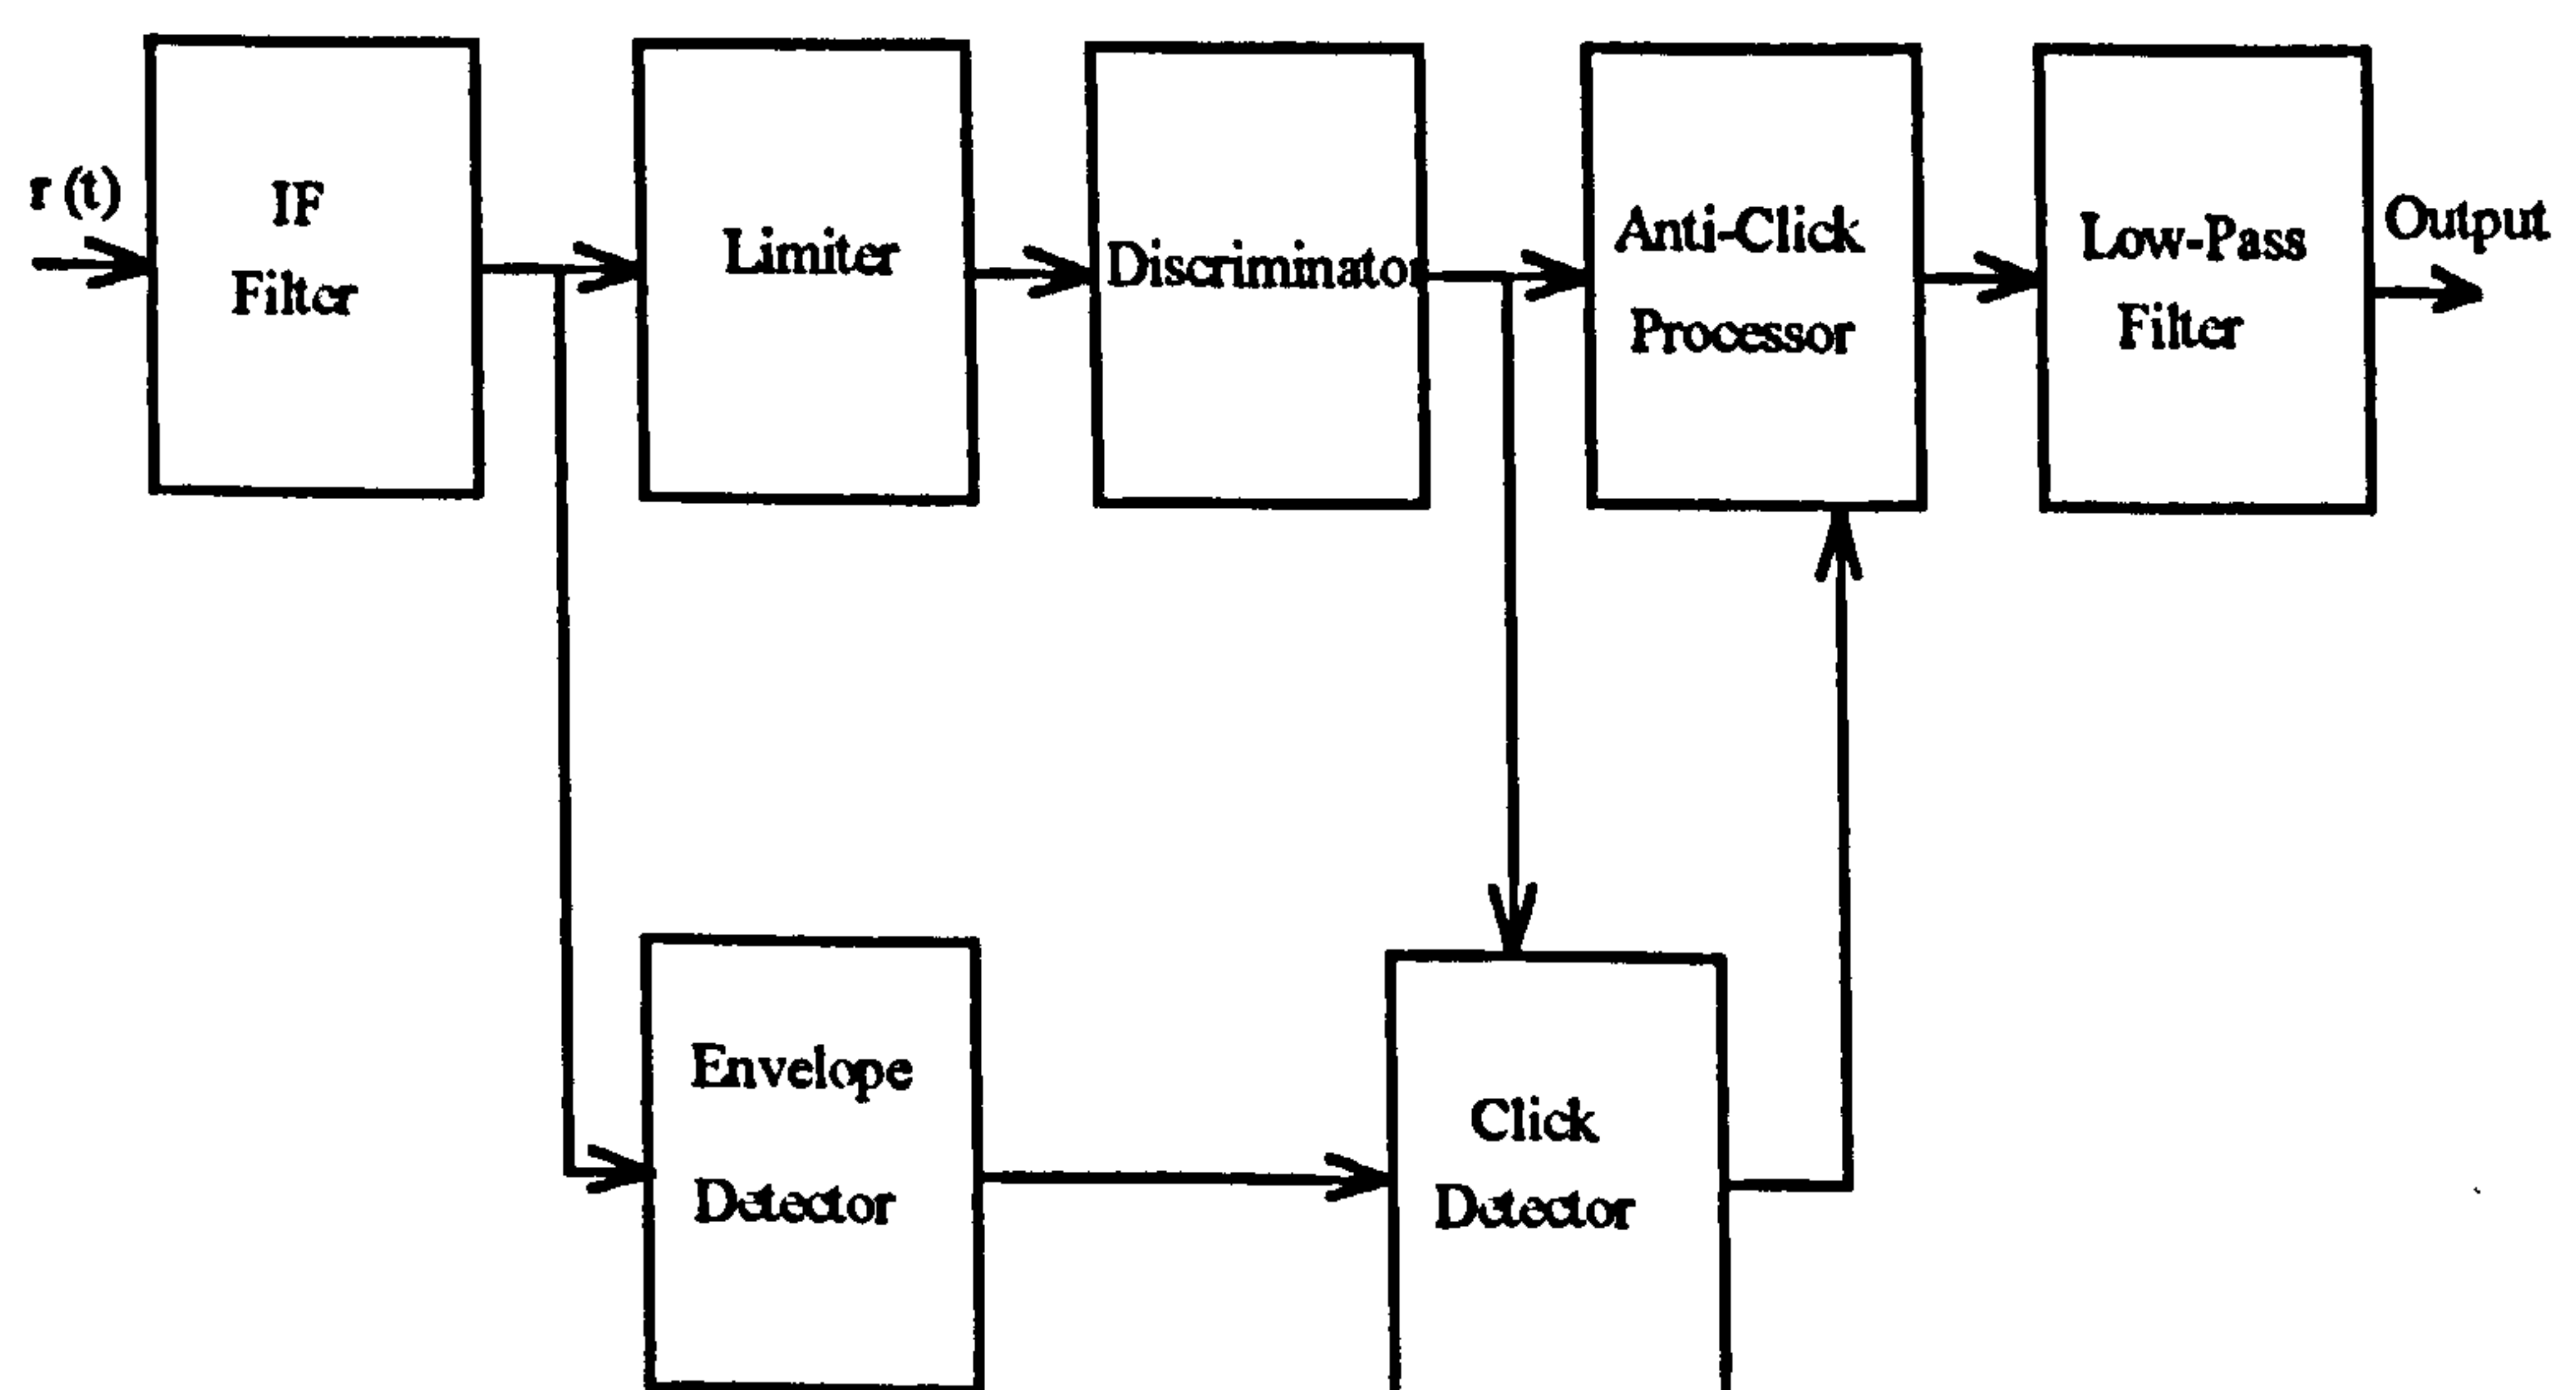 r (t)
IF
Filter
Limiter
Discriminator
Anti-Click
Processor
Low-Pass
Filter
Output
Envelope
Detector
Click
Detector